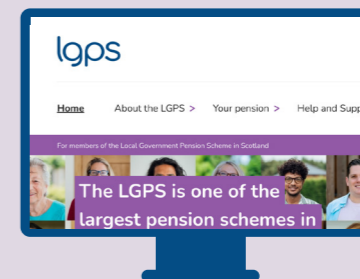 lgps
Home About the LGPS > Your pension > Help and Supp
For members of the Local Government Pension Scheme in Scotland
The LGPS is one of the
largest pension schemes in